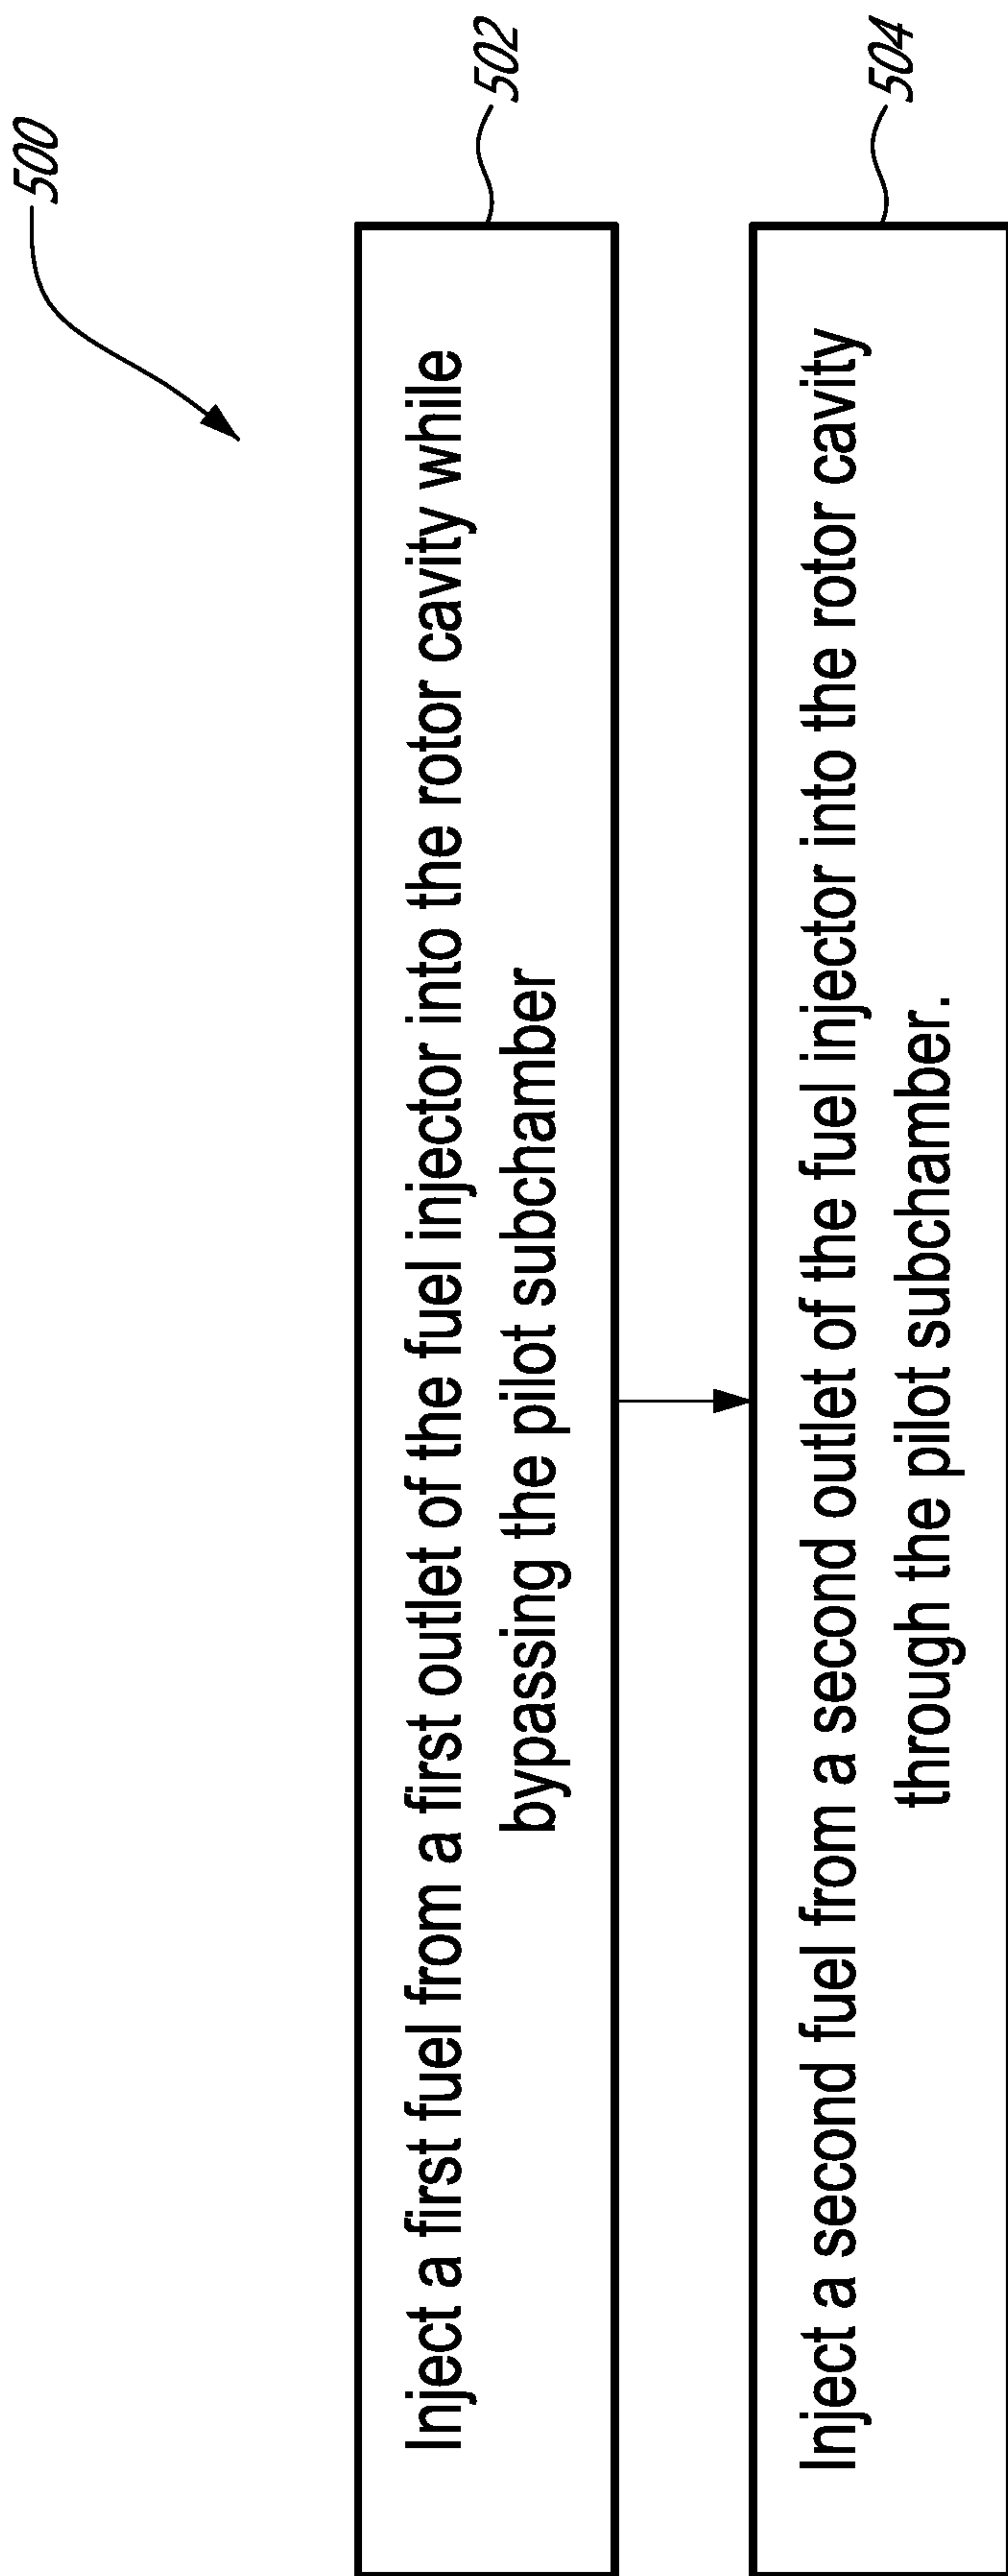 500
502
Inject a first fuel from a first outlet of the fuel injector into the rotor cavity while
bypassing the pilot subchamber
504
Inject a second fuel from a second outlet of the fuel injector into the rotor cavity
through the pilot subchamber.